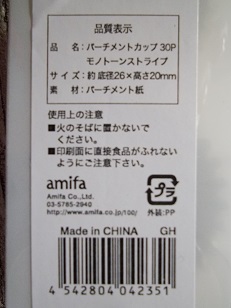 品質表示
品 名：パーチメントカップ 30P
モノトーンストライプ
サイズ：約 底径26×高さ20mm
素 材：パーチメント紙
使用上の注意
■火のそばに置かないで
ください。
■印刷面に直接食品がふれない
ようにご注意下さい。
amifa
Amifa Co.,Ltd.
03-5785-2940
http://www.amifa.co.jp/100/
プラ
外装:PP
Made in CHINA GH
4 542804 042351